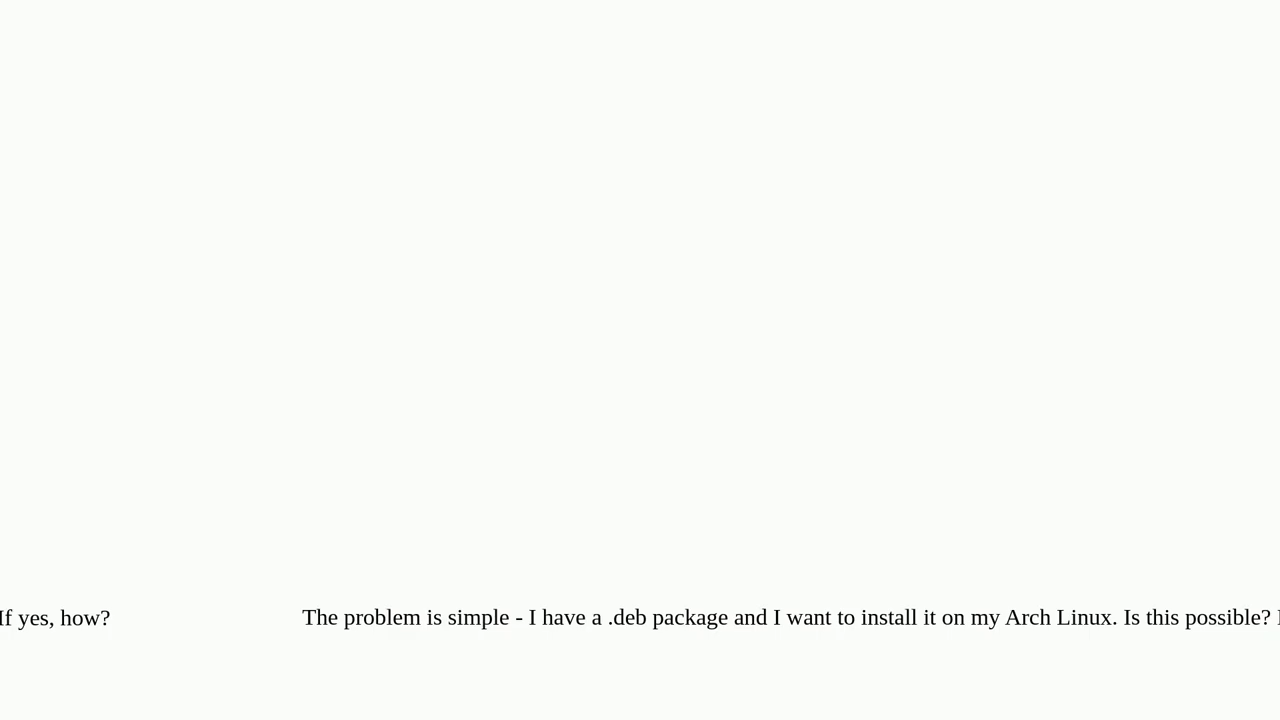 If yes, how? The problem is simple - I have a .deb package and I want to install it on my Arch Linux. Is this possible?